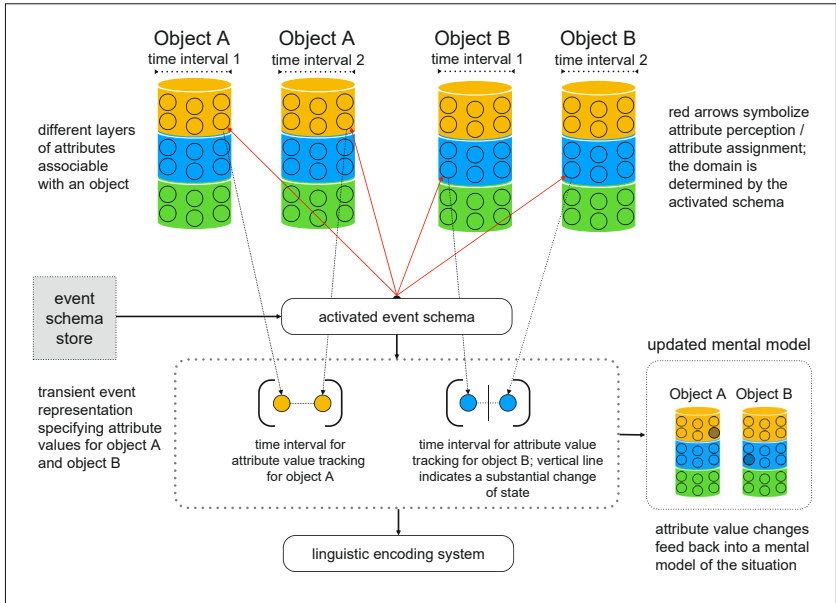 Object A
time interval 1
Object A
time interval 2
Object B
time interval 1
Object B
time interval 2
different layers
of attributes
associable
with an object
red arrows symbolize
attribute perception /
attribute assignment;
the domain is
determined by the
activated schema
event
schema
store
activated event schema
updated mental model
transient event
representation
specifying attribute
values for object A
and object B
time interval for
attribute value tracking
for object A
time interval for attribute value
tracking for object B; vertical line
indicates a substantial change
of state
Object A
Object B
attribute value changes
feed back into a mental
model of the situation
linguistic encoding system